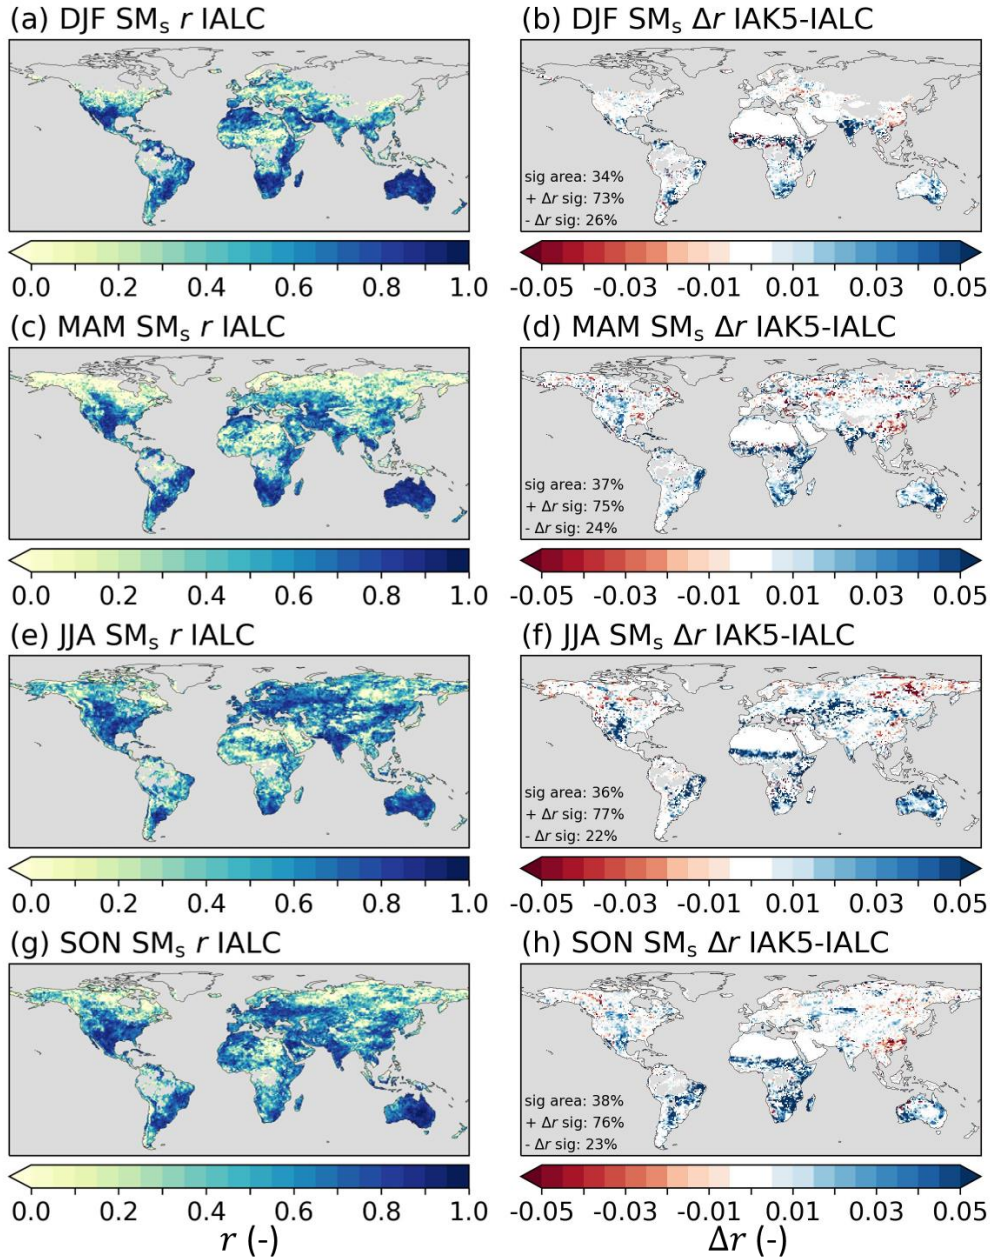 (a) DJF SMs r IALC
(b) DJF SMs Δr IAK5-IALC
sig area: 34%
+ Δr sig: 73%
- Δr sig: 26%
0.0 0.2 0.4 0.6 0.8 1.0
-0.05 -0.03 -0.01 0.01 0.03 0.05
(c) MAM SMs r IALC
(d) MAM SMs Δr IAK5-IALC
sig area: 37%
+ Δr sig: 75%
- Δr sig: 24%
0.0 0.2 0.4 0.6 0.8 1.0
-0.05 -0.03 -0.01 0.01 0.03 0.05
(e) JJA SMs r IALC
(f) JJA SMs Δr IAK5-IALC
sig area: 36%
+ Δr sig: 77%
- Δr sig: 22%
0.0 0.2 0.4 0.6 0.8 1.0
-0.05 -0.03 -0.01 0.01 0.03 0.05
(g) SON SMs r IALC
(h) SON SMs Δr IAK5-IALC
sig area: 38%
+ Δr sig: 76%
- Δr sig: 23%
0.0 0.2 0.4 0.6 0.8 1.0
-0.05 -0.03 -0.01 0.01 0.03 0.05
r (-)
Δr (-)